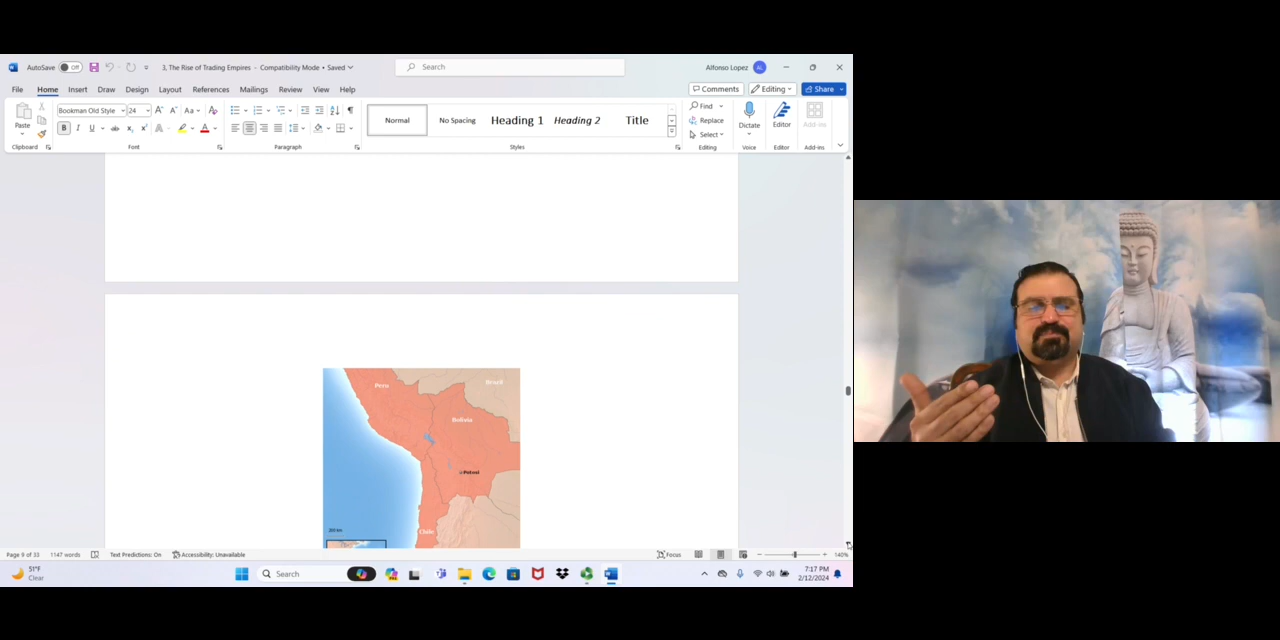 AutoSave Off 3, The Rise of Trading Empires - Compatibility Mode • Saved Search Alfonso Lopez AL
File Home Insert Draw Design Layout References Mailings Review View Help Comments Editing Share
Paste Bookman Old Style 24 Aa Normal No Spacing Heading 1 Heading 2 Title Find Replace Select Dictate Editor Add-ins
Clipboard Font Paragraph Styles Editing Voice Editor Add-ins
Peru Brazil
Bolivia
Potosí
Chile
Page 9 of 33 1147 words Text Predictions: On Accessibility: Unavailable Focus 140%
51°F
Clear
Search
7:17 PM
2/12/2024